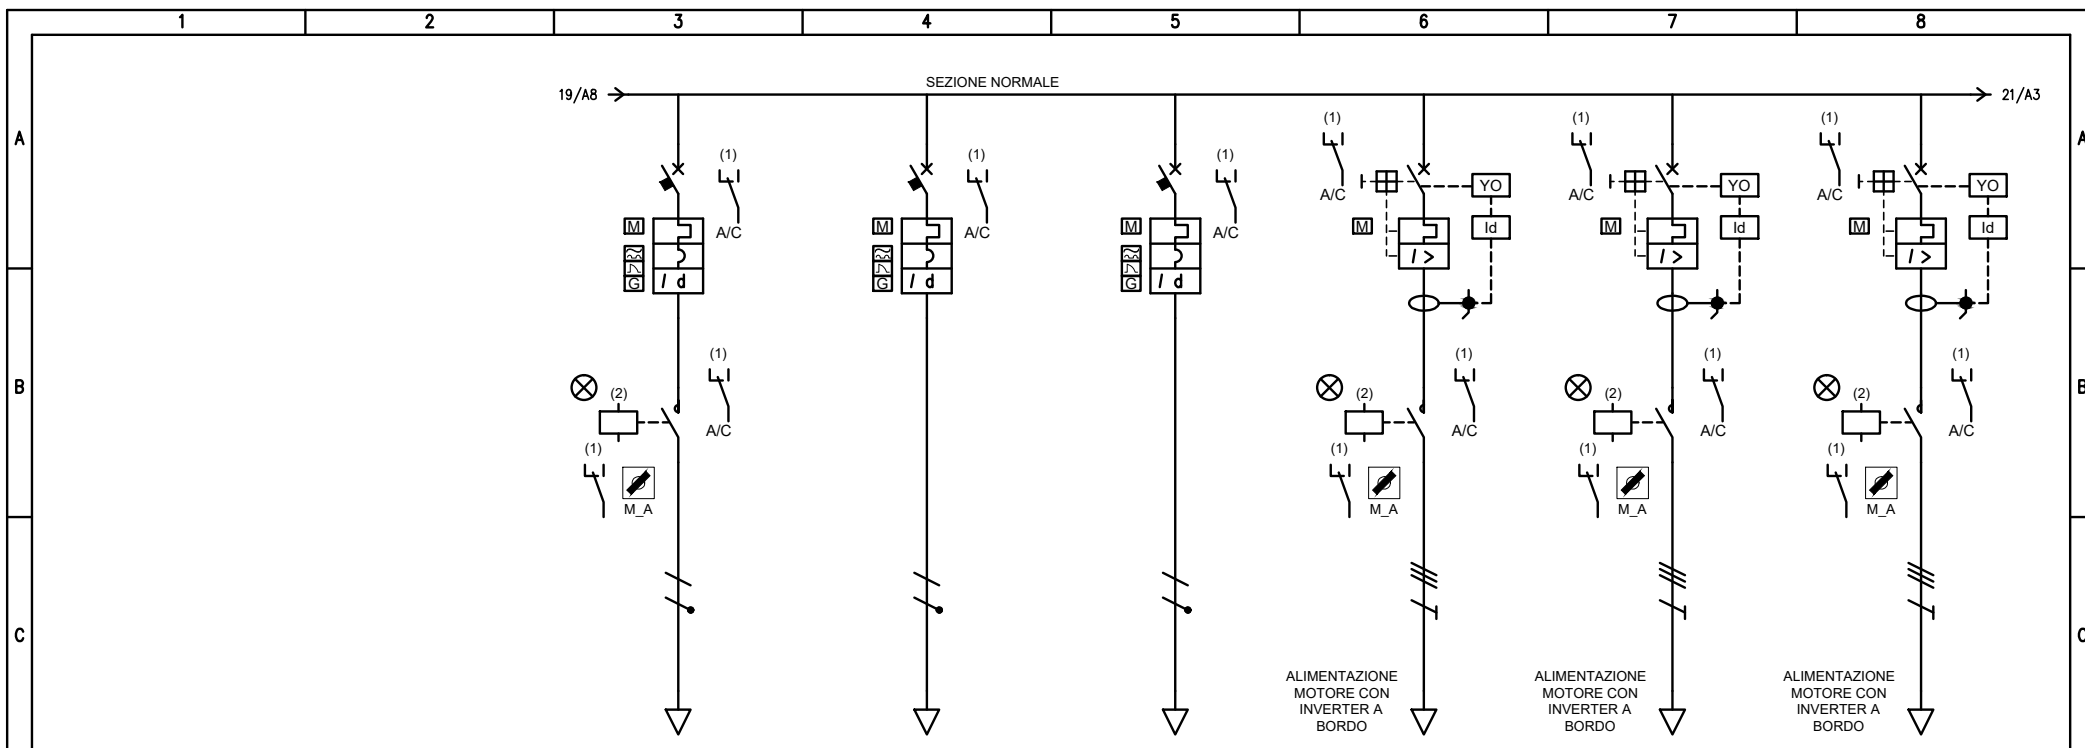 1 2 3 4 5 6 7 8
SEZIONE NORMALE
19/A8 21/A3
A A
(1) (1) (1)
(1) (1) (1)
A/C YO A/C YO A/C YO
M A/C M A/C M A/C M Id M Id M Id
I > I > I >
G I d G I d G I d
(1) (1) (1) (1)
B (2) (2) (2) (2) B
A/C A/C A/C A/C
(1) (1) (1) (1)
M_A M_A M_A M_A
C C
ALIMENTAZIONE
MOTORE CON
INVERTER A
BORDO
ALIMENTAZIONE
MOTORE CON
INVERTER A
BORDO
ALIMENTAZIONE
MOTORE CON
INVERTER A
BORDO